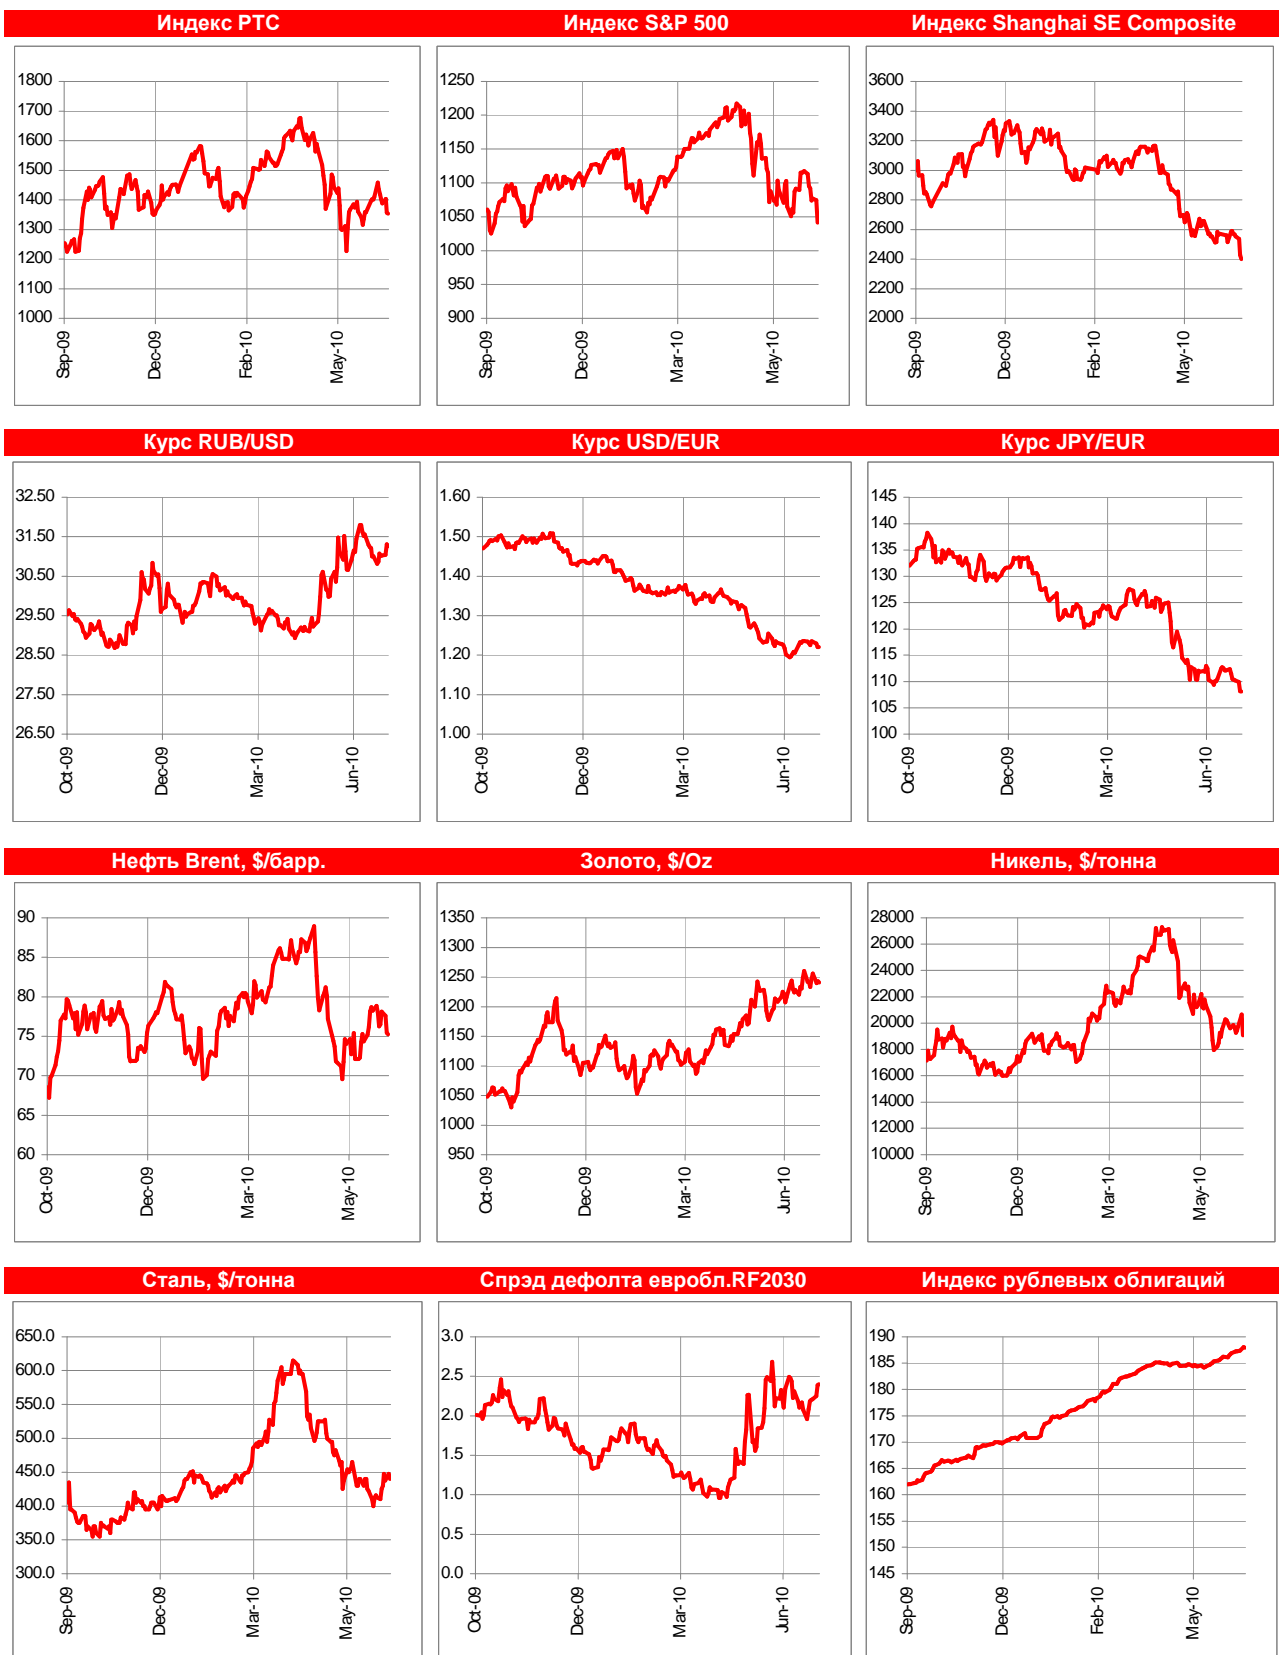 Индекс РТС
Индекс S&P 500
Индекс Shanghai SE Composite
1800
1700
1600
1500
1400
1300
1200
1100
1000
Sep-09
Dec-09
Feb-10
May-10
1250
1200
1150
1100
1050
1000
950
900
Sep-09
Dec-09
Mar-10
May-10
3600
3400
3200
3000
2800
2600
2400
2200
2000
Sep-09
Dec-09
Feb-10
May-10
Курс RUB/USD
Курс USD/EUR
Курс JPY/EUR
32.50
31.50
30.50
29.50
28.50
27.50
26.50
Oct-09
Dec-09
Mar-10
Jun-10
1.60
1.50
1.40
1.30
1.20
1.10
1.00
Oct-09
Dec-09
Mar-10
Jun-10
145
140
135
130
125
120
115
110
105
100
Oct-09
Dec-09
Mar-10
Jun-10
Нефть Brent, $/барр.
Золото, $/Oz
Никель, $/тонна
90
85
80
75
70
65
60
Oct-09
Dec-09
Mar-10
May-10
1350
1300
1250
1200
1150
1100
1050
1000
950
Oct-09
Dec-09
Mar-10
Jun-10
28000
26000
24000
22000
20000
18000
16000
14000
12000
10000
Sep-09
Dec-09
Mar-10
May-10
Сталь, $/тонна
Спрэд дефолта евробл.RF2030
Индекс рублевых облигаций
650.0
600.0
550.0
500.0
450.0
400.0
350.0
300.0
Sep-09
Dec-09
Mar-10
May-10
3.0
2.5
2.0
1.5
1.0
0.5
0.0
Oct-09
Dec-09
Mar-10
Jun-10
190
185
180
175
170
165
160
155
150
145
Sep-09
Dec-09
Feb-10
May-10